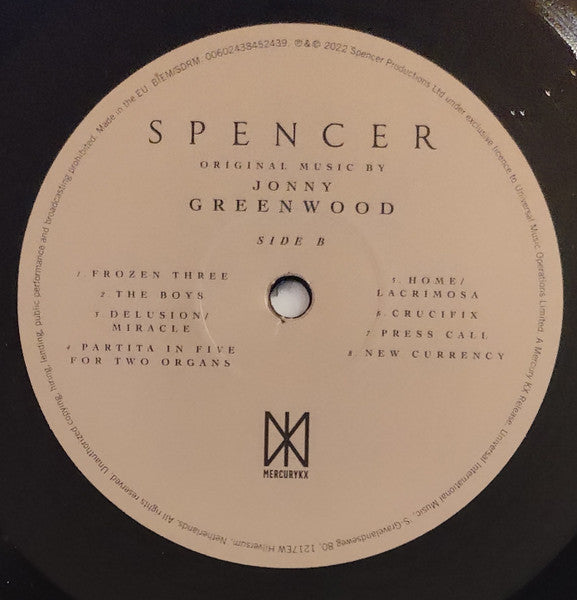 SPENCER
ORIGINAL MUSIC BY
JONNY
GREENWOOD
SIDE B
1. FROZEN THREE
2. THE BOYS
3. DELUSION/
MIRACLE
4. PARTITA IN FIVE
FOR TWO ORGANS
5. HOME/
LACRIMOSA
6. CRUCIFIX
7. PRESS CALL
8. NEW CURRENCY
MERCURYKX
℗&© 2022 Spencer Productions Ltd under exclusive licence to Universal Music Operations Limited. A Mercury KX Release. Universal International Music, S-Gravelandseweg 80, 1217EW Hilversum, Netherlands. All rights reserved. Unauthorized copying, hiring, lending, public performance and broadcasting prohibited. Made in the EU. BIEM/SDRM. 00602438452439.